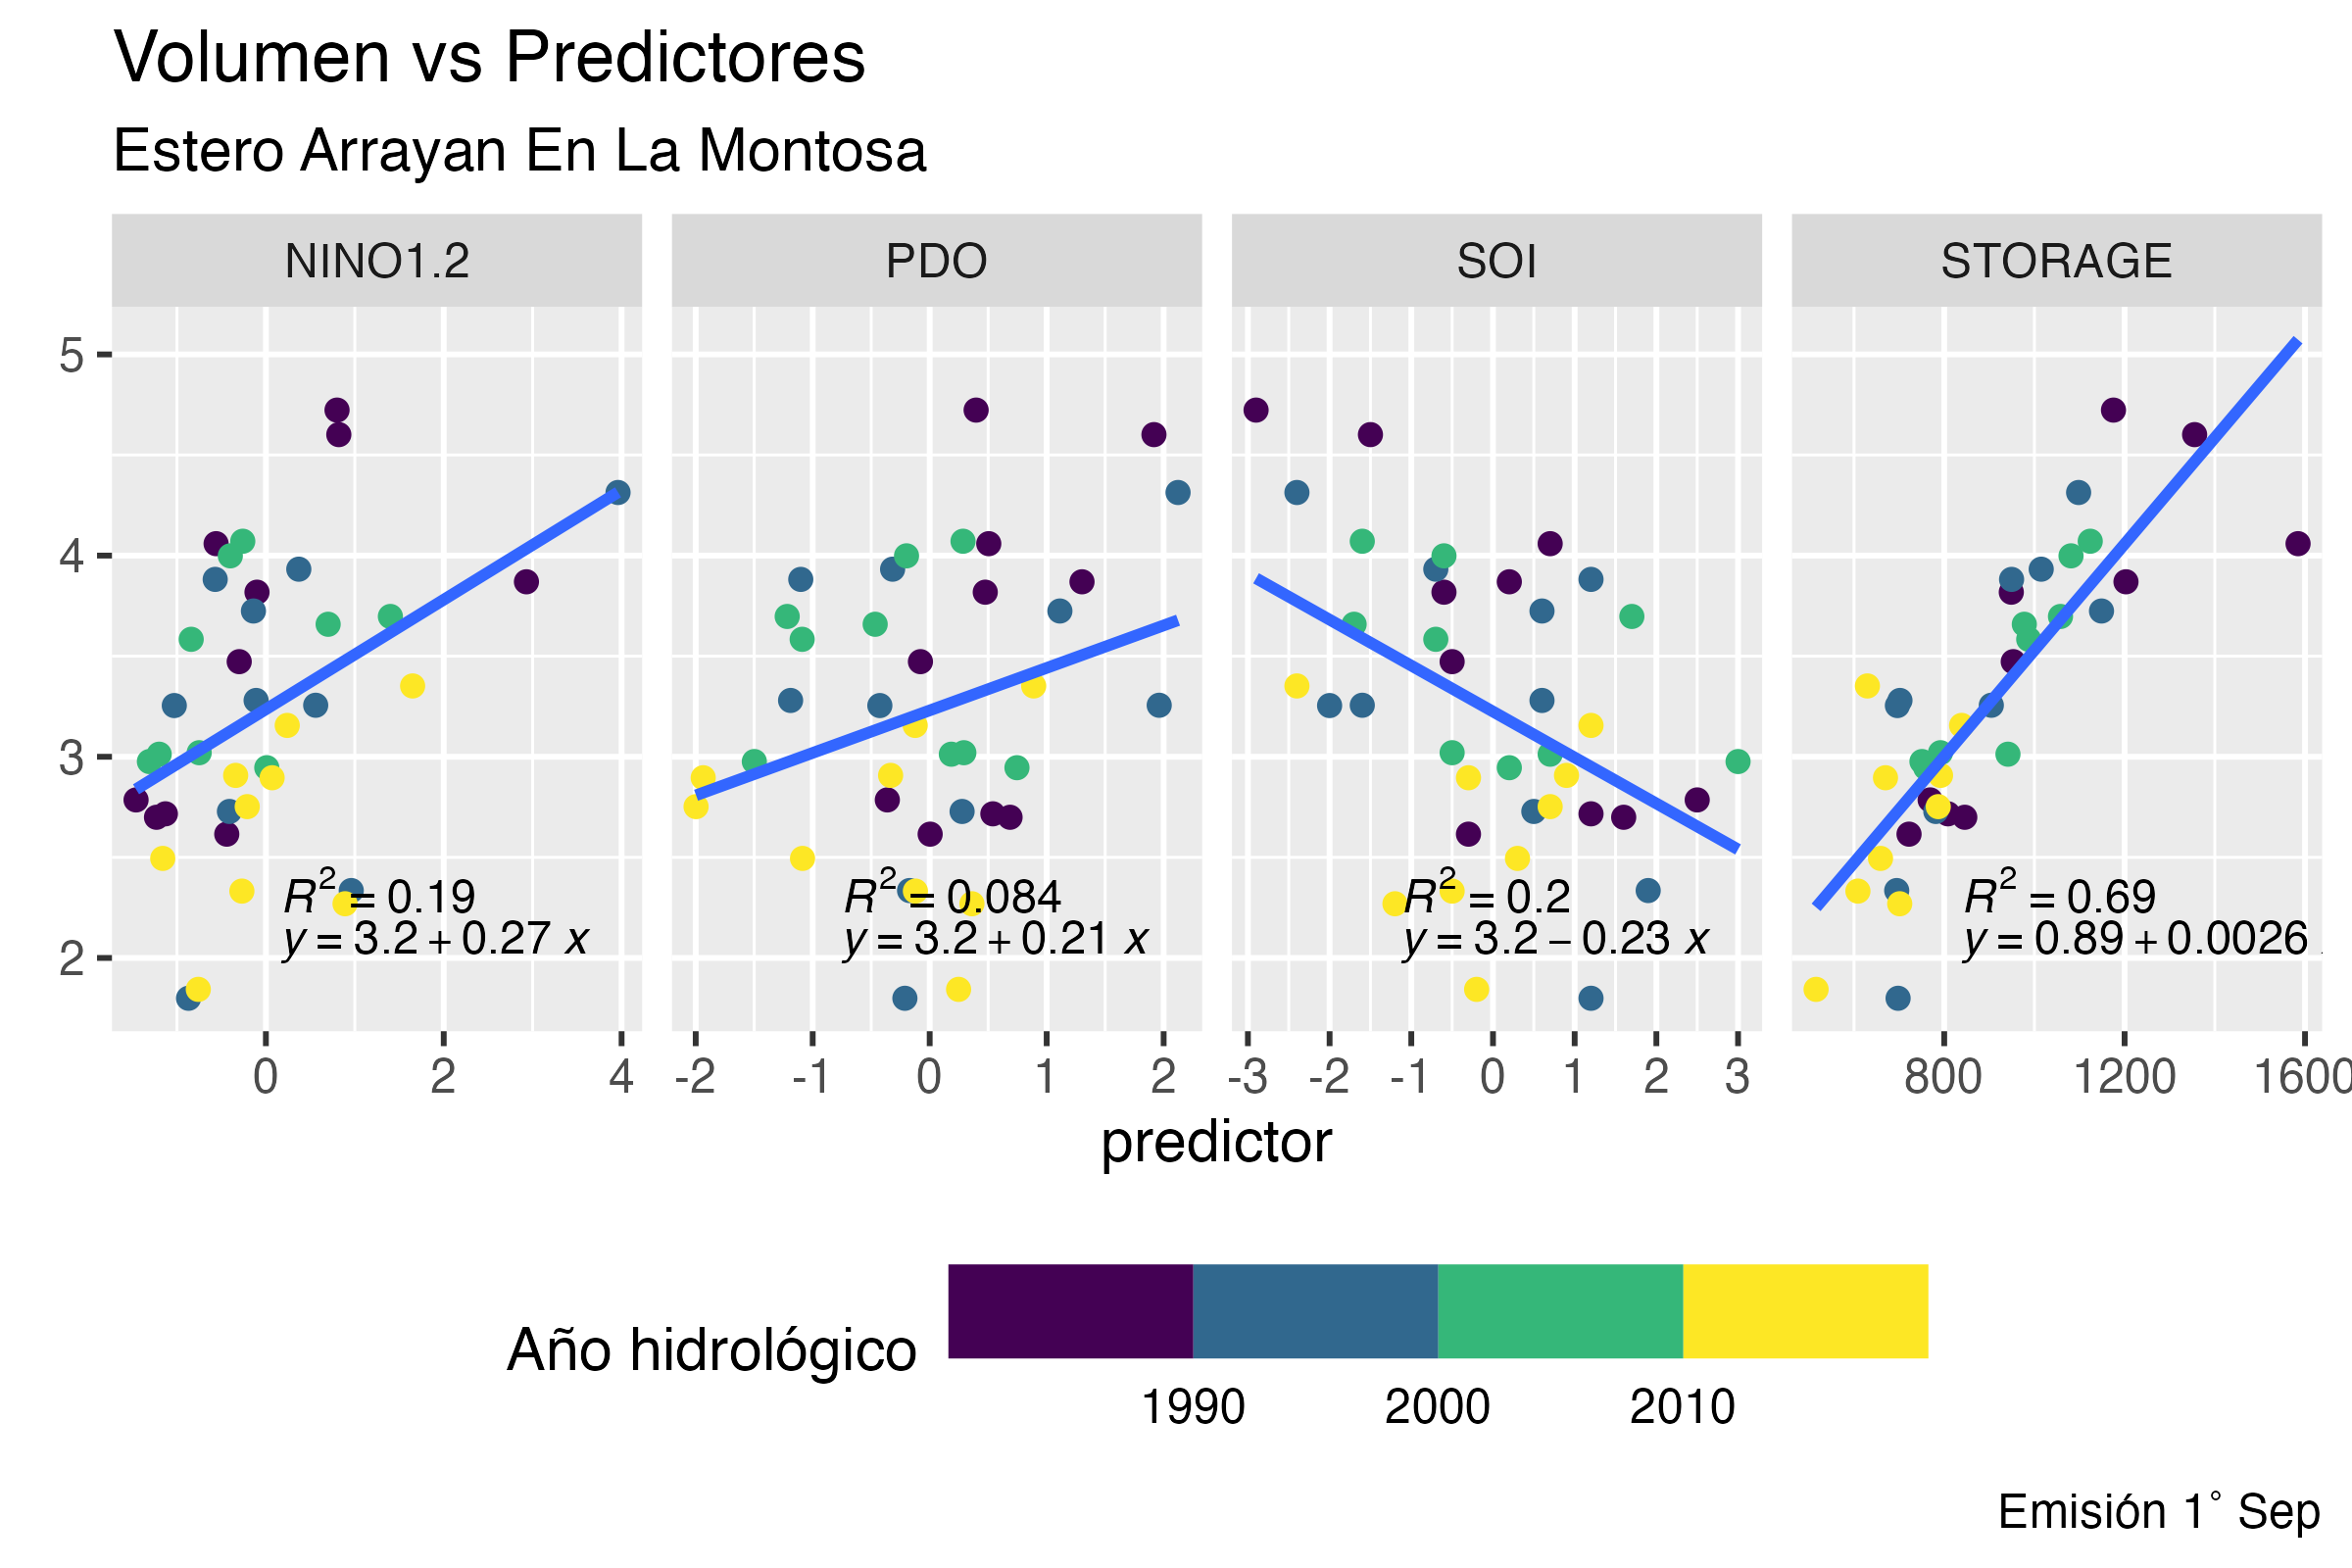 Volumen vs Predictores
Estero Arrayan En La Montosa
NINO1.2 PDO SOI STORAGE
5
4
3
2
R² = 0.19 R² = 0.084 R² = 0.2 R² = 0.69
y = 3.2 + 0.27 x y = 3.2 + 0.21 x y = 3.2 − 0.23 x y = 0.89 + 0.0026
0 2 4 -2 -1 0 1 2 -3 -2 -1 0 1 2 3 800 1200 1600
predictor
Año hidrológico
1990 2000 2010
Emisión 1° Sep